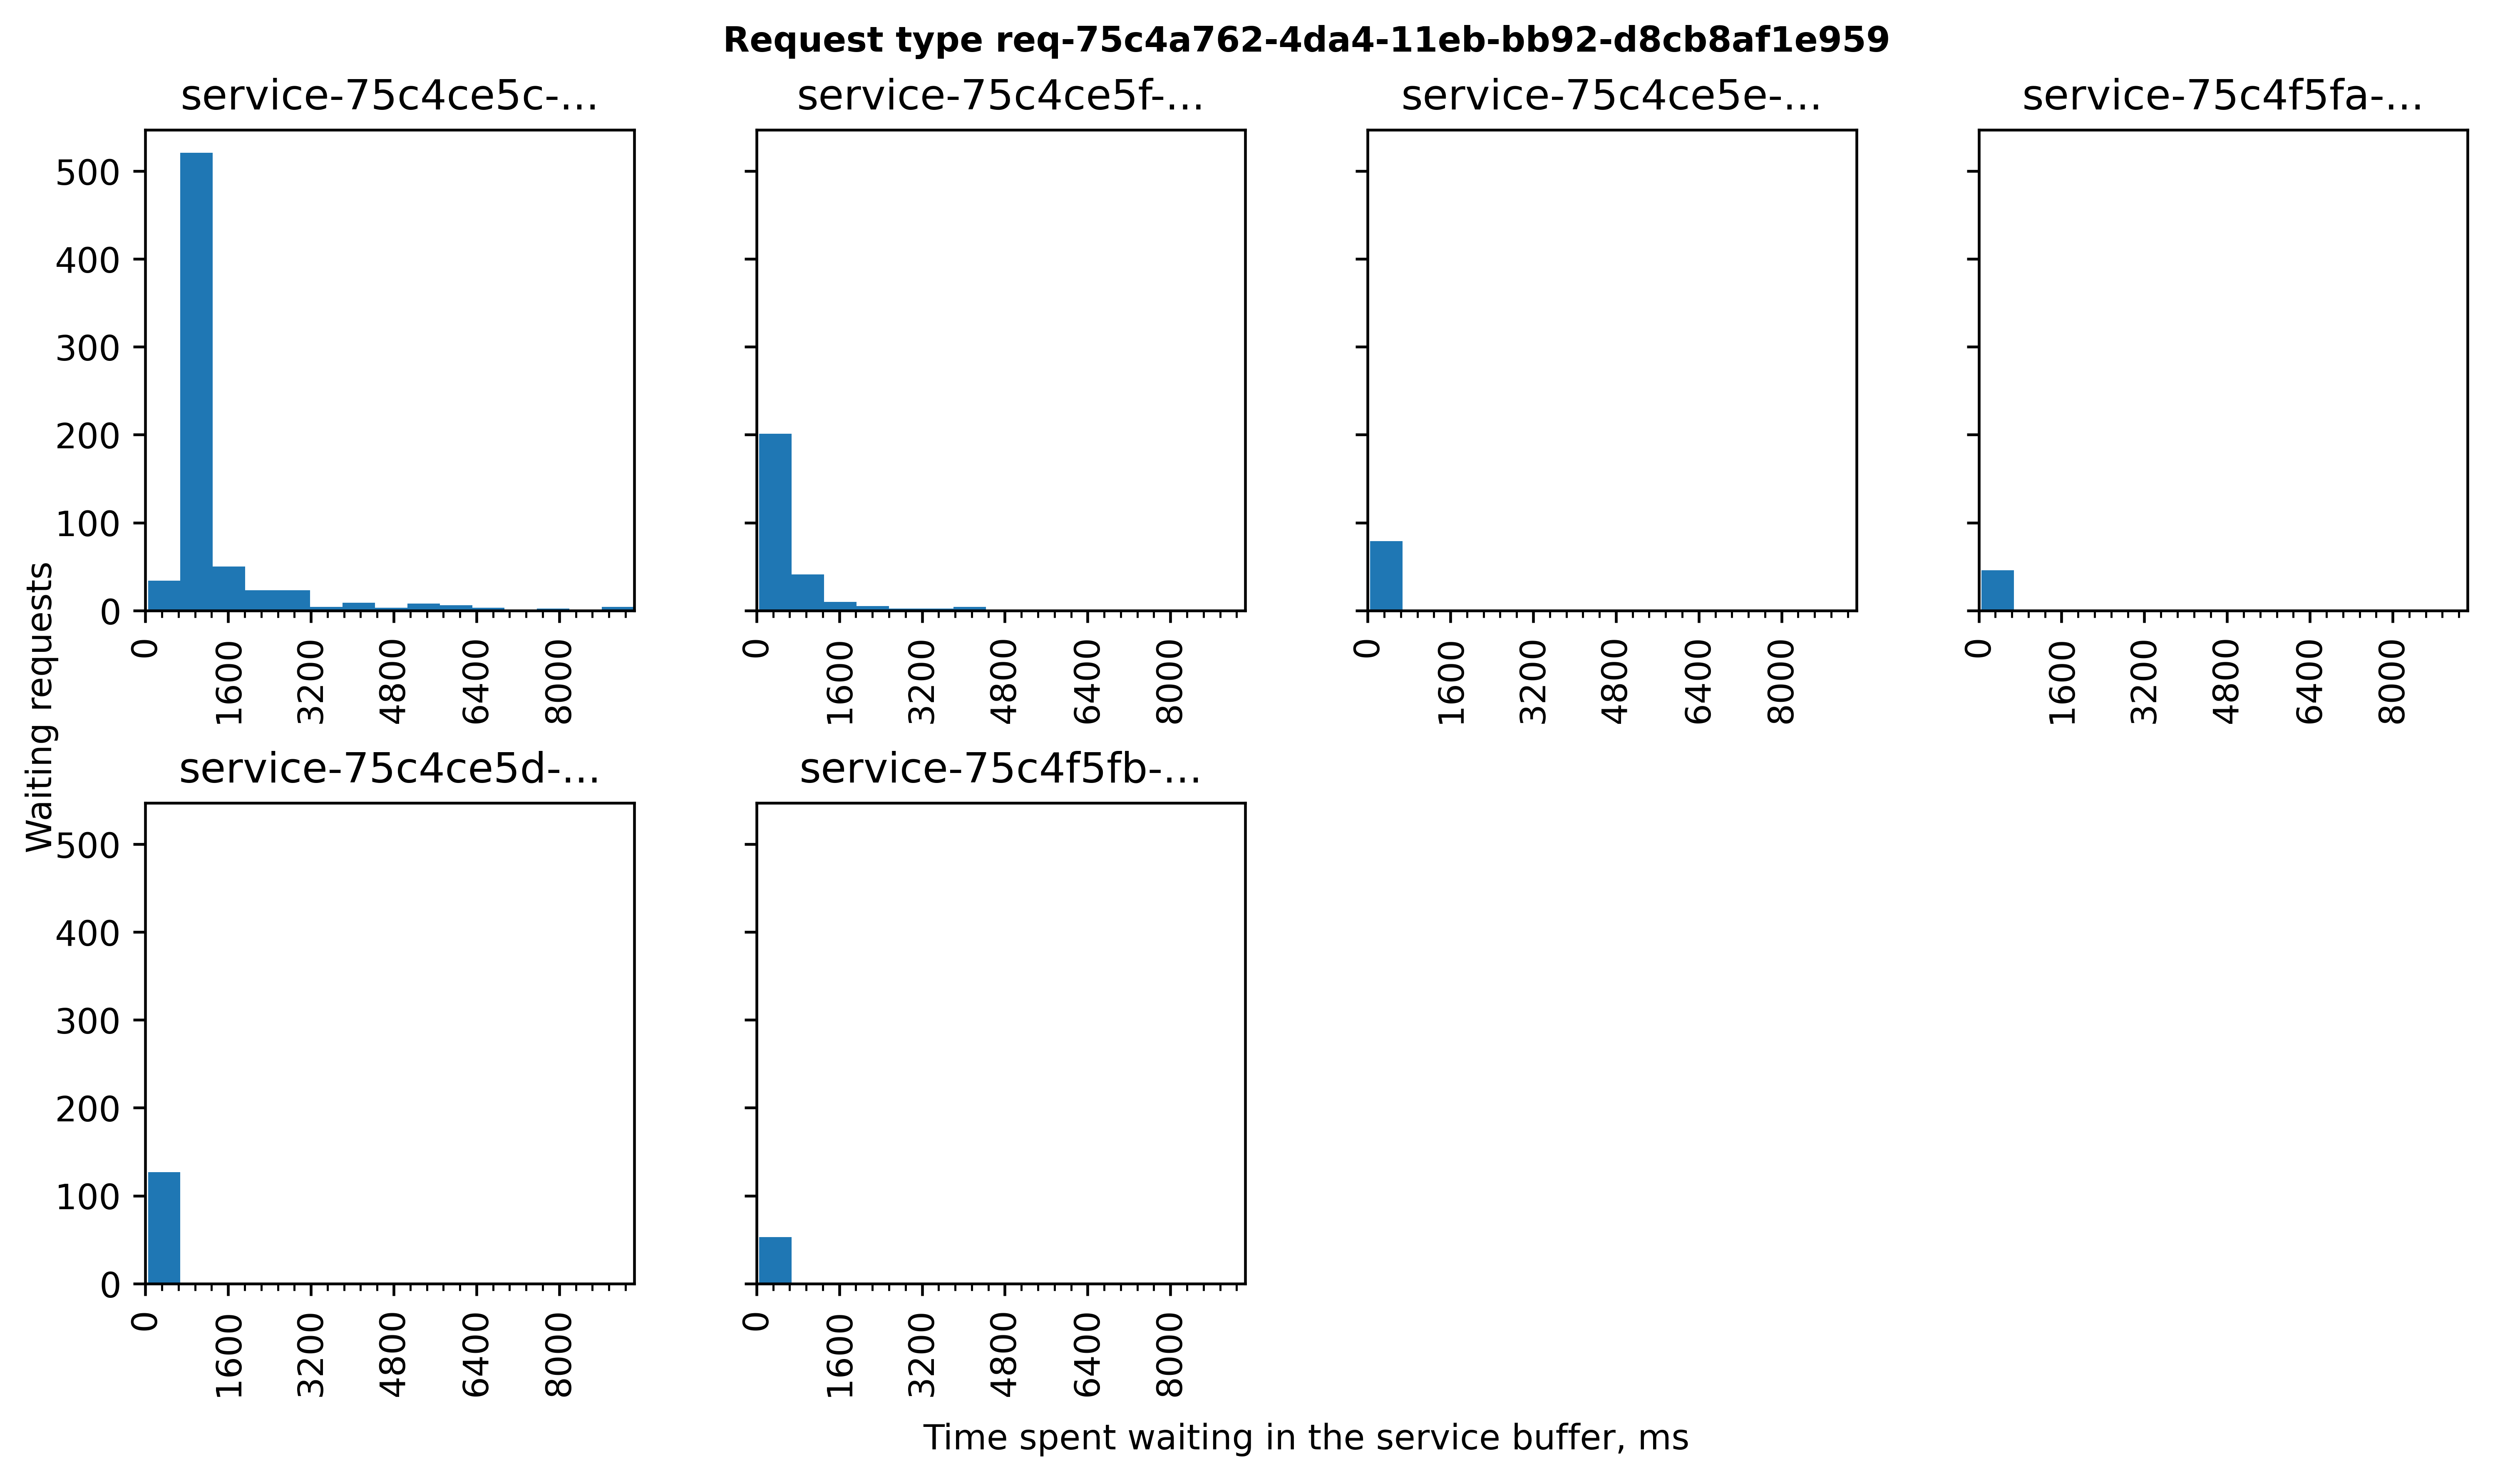 Request type req-75c4a762-4da4-11eb-bb92-d8cb8af1e959
service-75c4ce5c-...
service-75c4ce5f-...
service-75c4ce5e-...
service-75c4f5fa-...
500
400
300
200
100
0
0 1600 3200 4800 6400 8000
0 1600 3200 4800 6400 8000
0 1600 3200 4800 6400 8000
0 1600 3200 4800 6400 8000
Waiting requests
service-75c4ce5d-...
service-75c4f5fb-...
500
400
300
200
100
0
0 1600 3200 4800 6400 8000
0 1600 3200 4800 6400 8000
Time spent waiting in the service buffer, ms